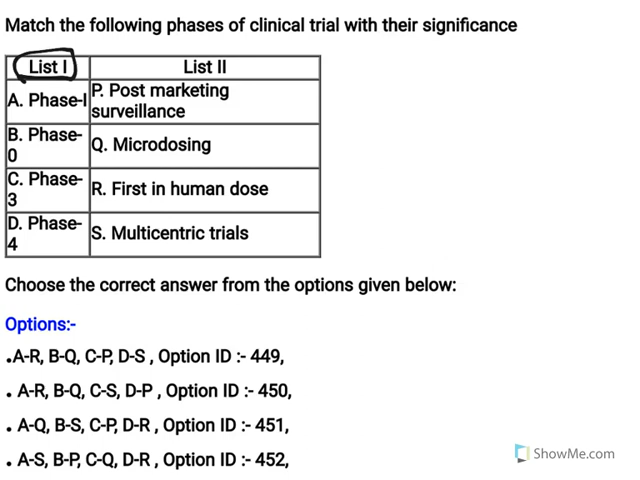 Match the following phases of clinical trial with their significance
List I List II
A. Phase-I P. Post marketing
surveillance
B. Phase-
0 Q. Microdosing
C. Phase-
3 R. First in human dose
D. Phase-
4 S. Multicentric trials
Choose the correct answer from the options given below:
Options:-
.A-R, B-Q, C-P, D-S , Option ID :- 449,
. A-R, B-Q, C-S, D-P , Option ID :- 450,
. A-Q, B-S, C-P, D-R , Option ID :- 451,
. A-S, B-P, C-Q, D-R , Option ID :- 452,
ShowMe.com